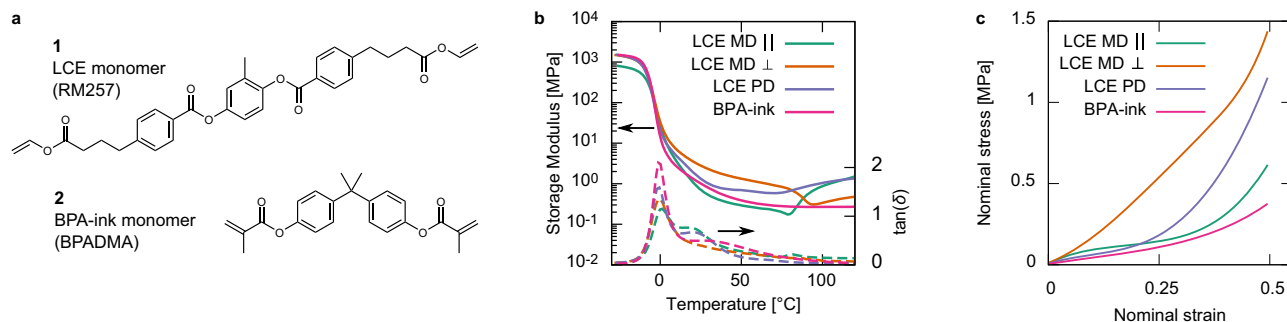 a
1
LCE monomer
(RM257)
O
O
O
O
O
O
O
O
2
BPA-ink monomer
(BPADMA)
O
O
O
O
b
Storage Modulus [MPa]
10⁴
10³
10²
10¹
10⁰
10⁻¹
10⁻²
LCE MD ||
LCE MD ⊥
LCE PD
BPA-ink
2
1
0
tan(δ)
0
50
100
Temperature [°C]
c
Nominal stress [MPa]
1.5
1
0.5
0
LCE MD ||
LCE MD ⊥
LCE PD
BPA-ink
0
0.25
0.5
Nominal strain